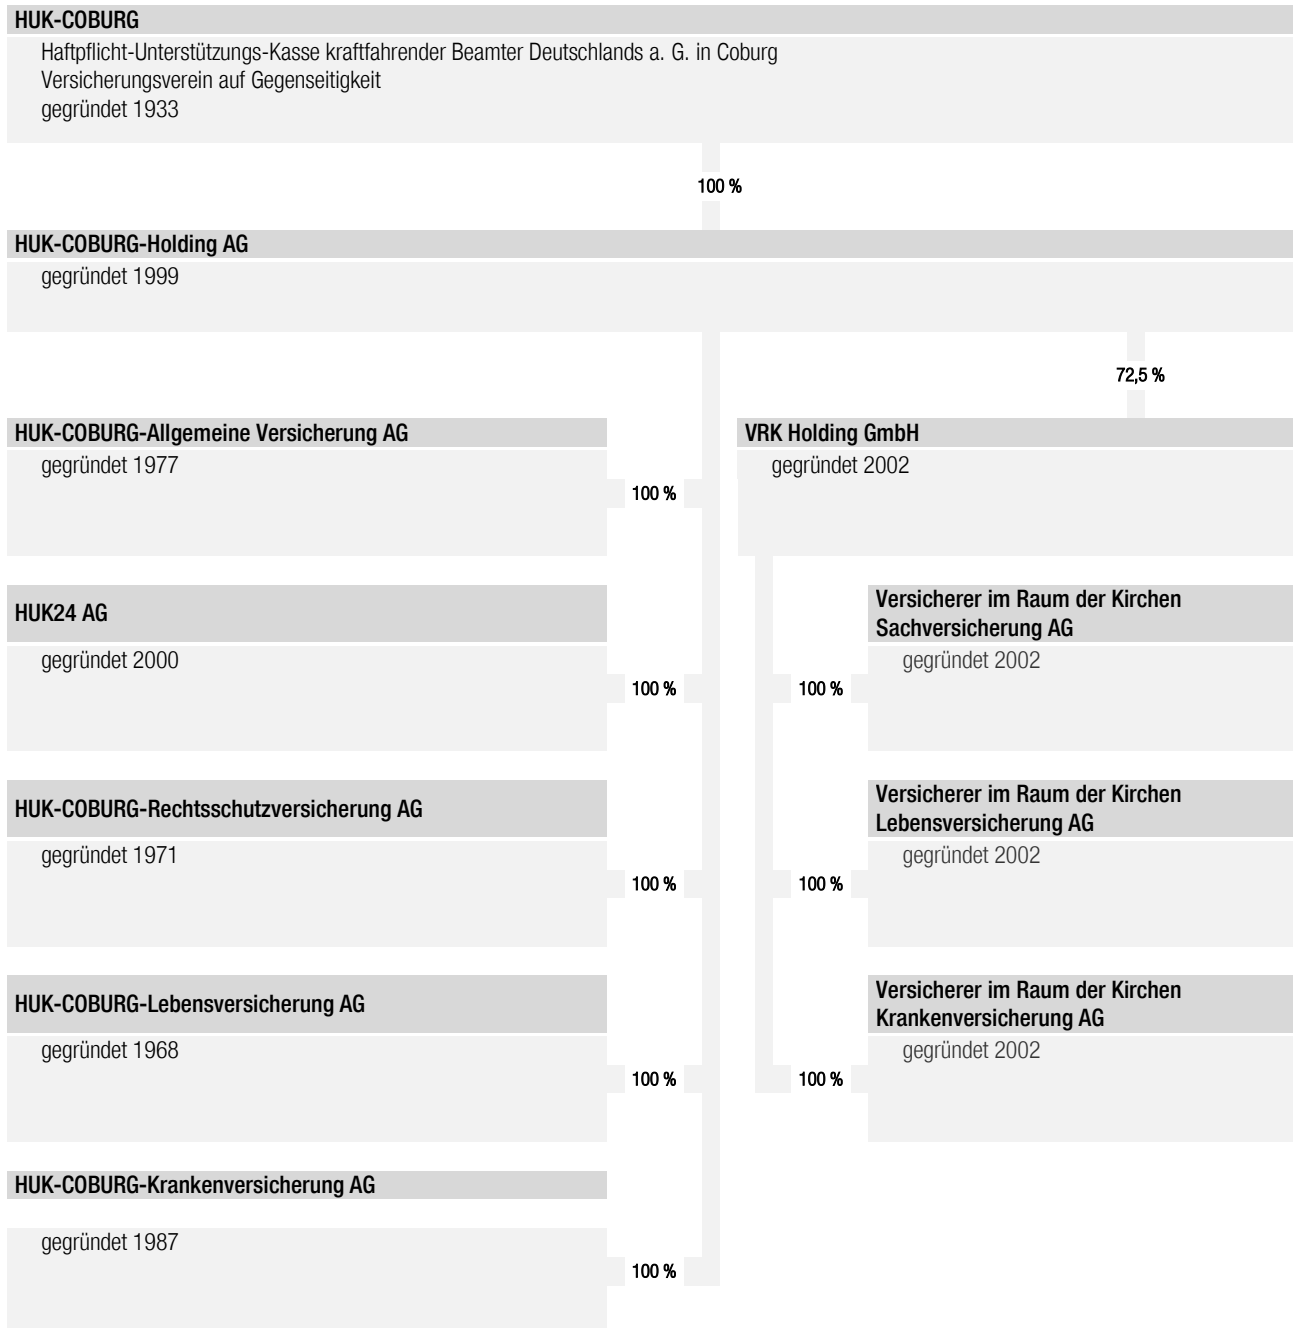 HUK-COBURG
Haftpflicht-Unterstützungs-Kasse kraftfahrender Beamter Deutschlands a. G. in Coburg
Versicherungsverein auf Gegenseitigkeit
gegründet 1933
100 %
HUK-COBURG-Holding AG
gegründet 1999
72,5 %
HUK-COBURG-Allgemeine Versicherung AG
gegründet 1977
100 %
VRK Holding GmbH
gegründet 2002
HUK24 AG
gegründet 2000
100 %
Versicherer im Raum der Kirchen
Sachversicherung AG
gegründet 2002
100 %
HUK-COBURG-Rechtsschutzversicherung AG
gegründet 1971
100 %
Versicherer im Raum der Kirchen
Lebensversicherung AG
gegründet 2002
100 %
HUK-COBURG-Lebensversicherung AG
gegründet 1968
100 %
Versicherer im Raum der Kirchen
Krankenversicherung AG
gegründet 2002
100 %
HUK-COBURG-Krankenversicherung AG
gegründet 1987
100 %